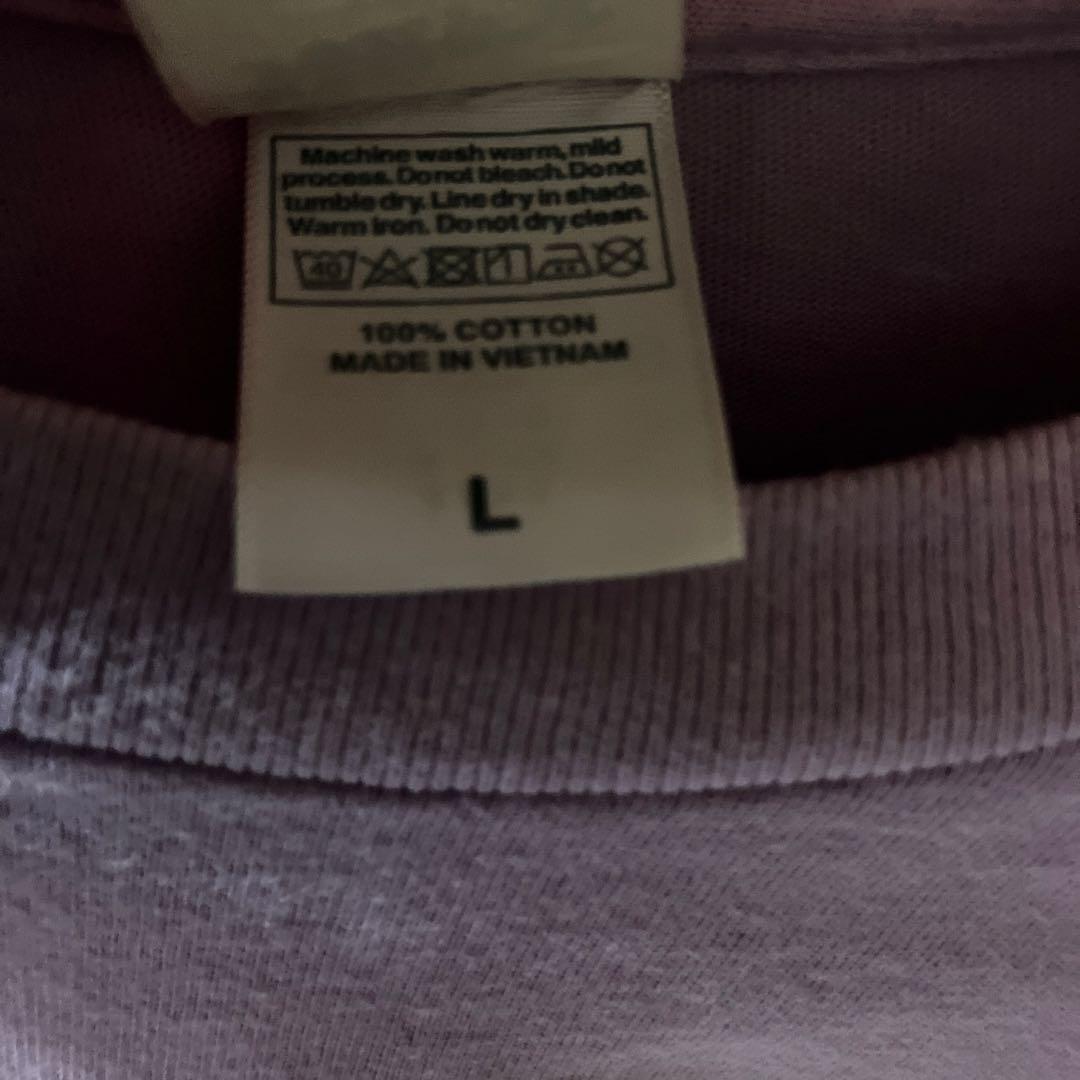 Machine wash warm, mild
process. Do not bleach. Do not
tumble dry. Line dry in shade.
Warm iron. Do not dry clean.
40
100% COTTON
MADE IN VIETNAM
L